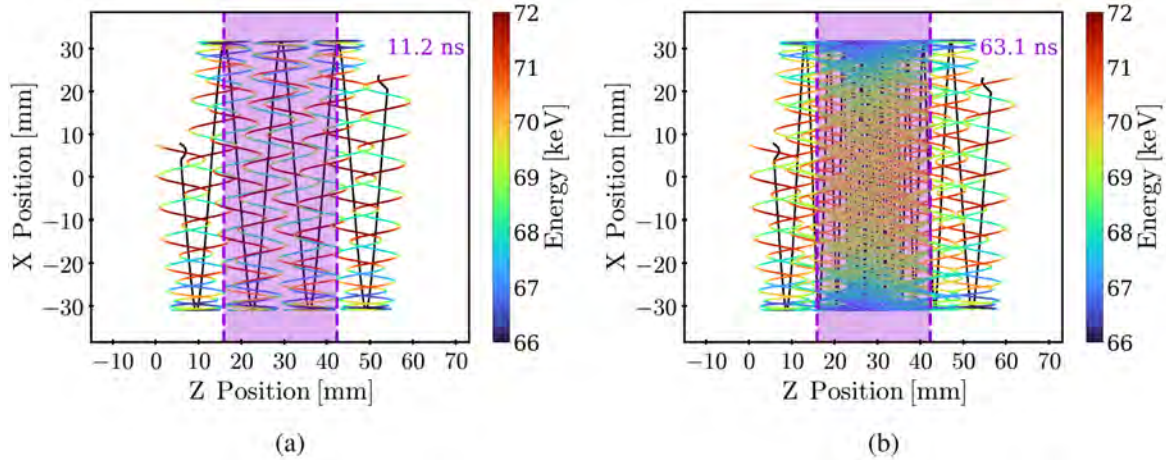 11.2 ns
30
20
10
0
−10
−20
−30
X Position [mm]
−10 0 10 20 30 40 50 60 70
Z Position [mm]
72
71
70
69
68
67
66
Energy [keV]
(a)
63.1 ns
30
20
10
0
−10
−20
−30
X Position [mm]
−10 0 10 20 30 40 50 60 70
Z Position [mm]
72
71
70
69
68
67
66
Energy [keV]
(b)